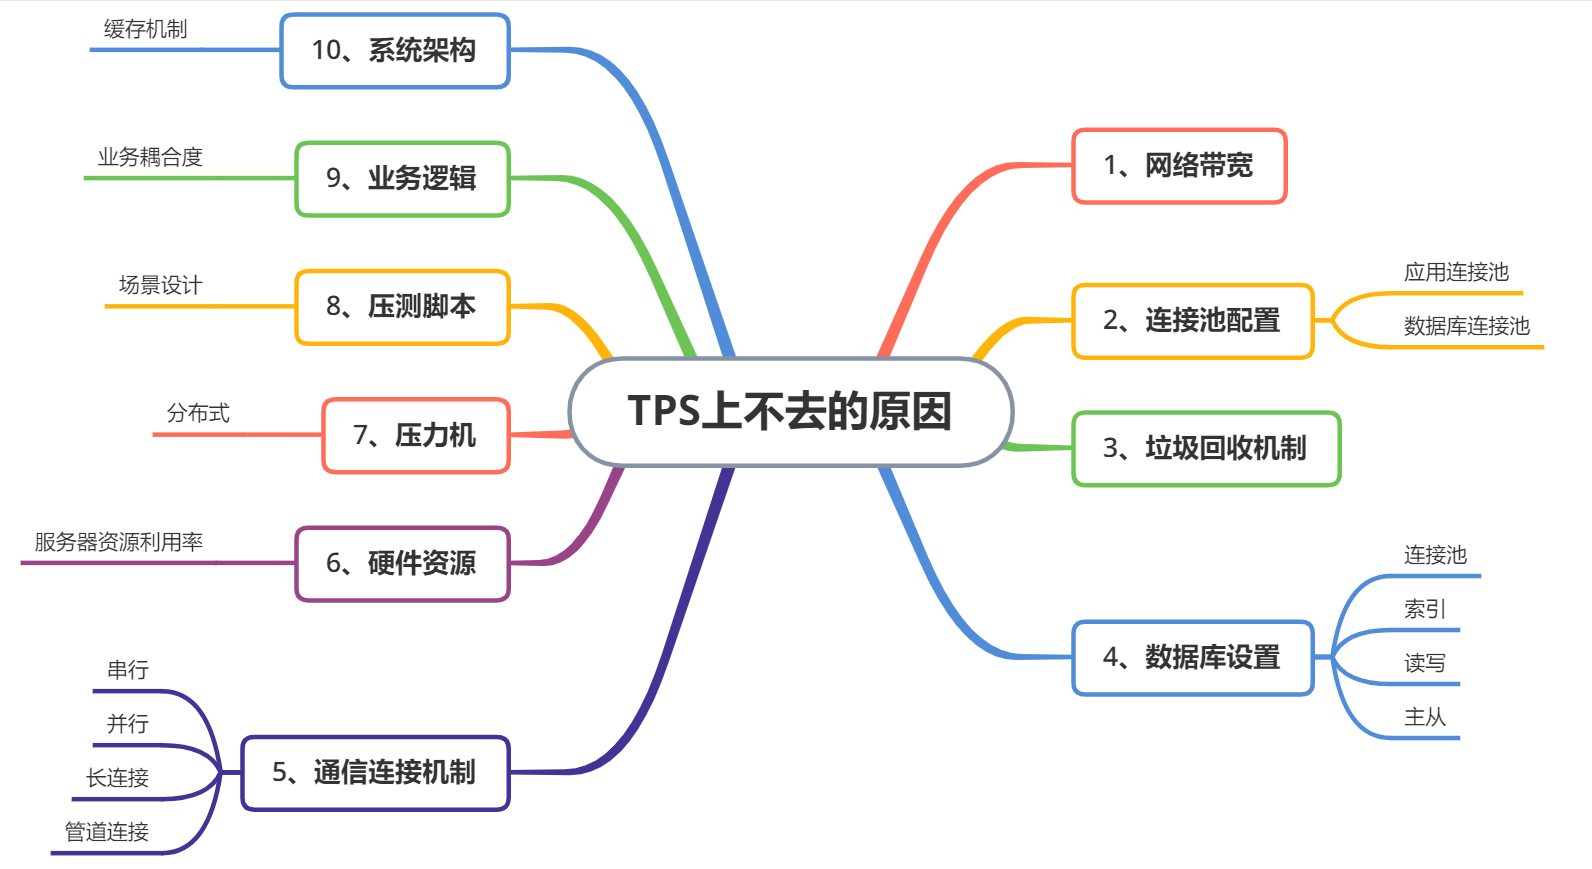 TPS上不去的原因
1、网络带宽
2、连接池配置
应用连接池
数据库连接池
3、垃圾回收机制
4、数据库设置
连接池
索引
读写
主从
5、通信连接机制
串行
并行
长连接
管道连接
6、硬件资源
服务器资源利用率
7、压力机
分布式
8、压测脚本
场景设计
9、业务逻辑
业务耦合度
10、系统架构
缓存机制